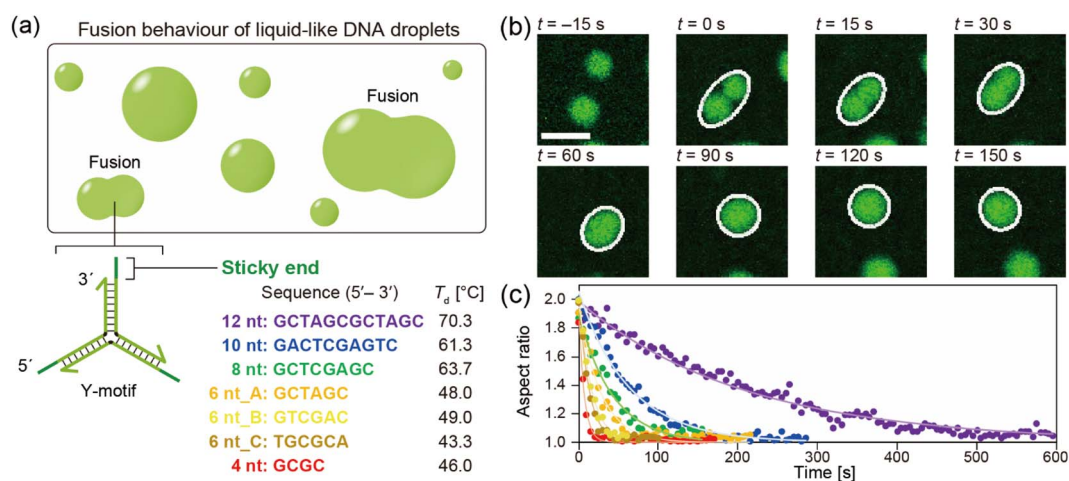 (a)
Fusion behaviour of liquid-like DNA droplets
Fusion
Fusion
Sticky end
3′
5′
Y-motif
Sequence (5′– 3′) Td [°C]
12 nt: GCTAGCGCTAGC 70.3
10 nt: GACTCGAGTC 61.3
8 nt: GCTCGAGC 63.7
6 nt_A: GCTAGC 48.0
6 nt_B: GTCGAC 49.0
6 nt_C: TGCGCA 43.3
4 nt: GCGC 46.0
(b)
t = –15 s t = 0 s t = 15 s t = 30 s
t = 60 s t = 90 s t = 120 s t = 150 s
(c)
Aspect ratio
2.0
1.8
1.6
1.4
1.2
1.0
0 100 200 300 400 500 600
Time [s]